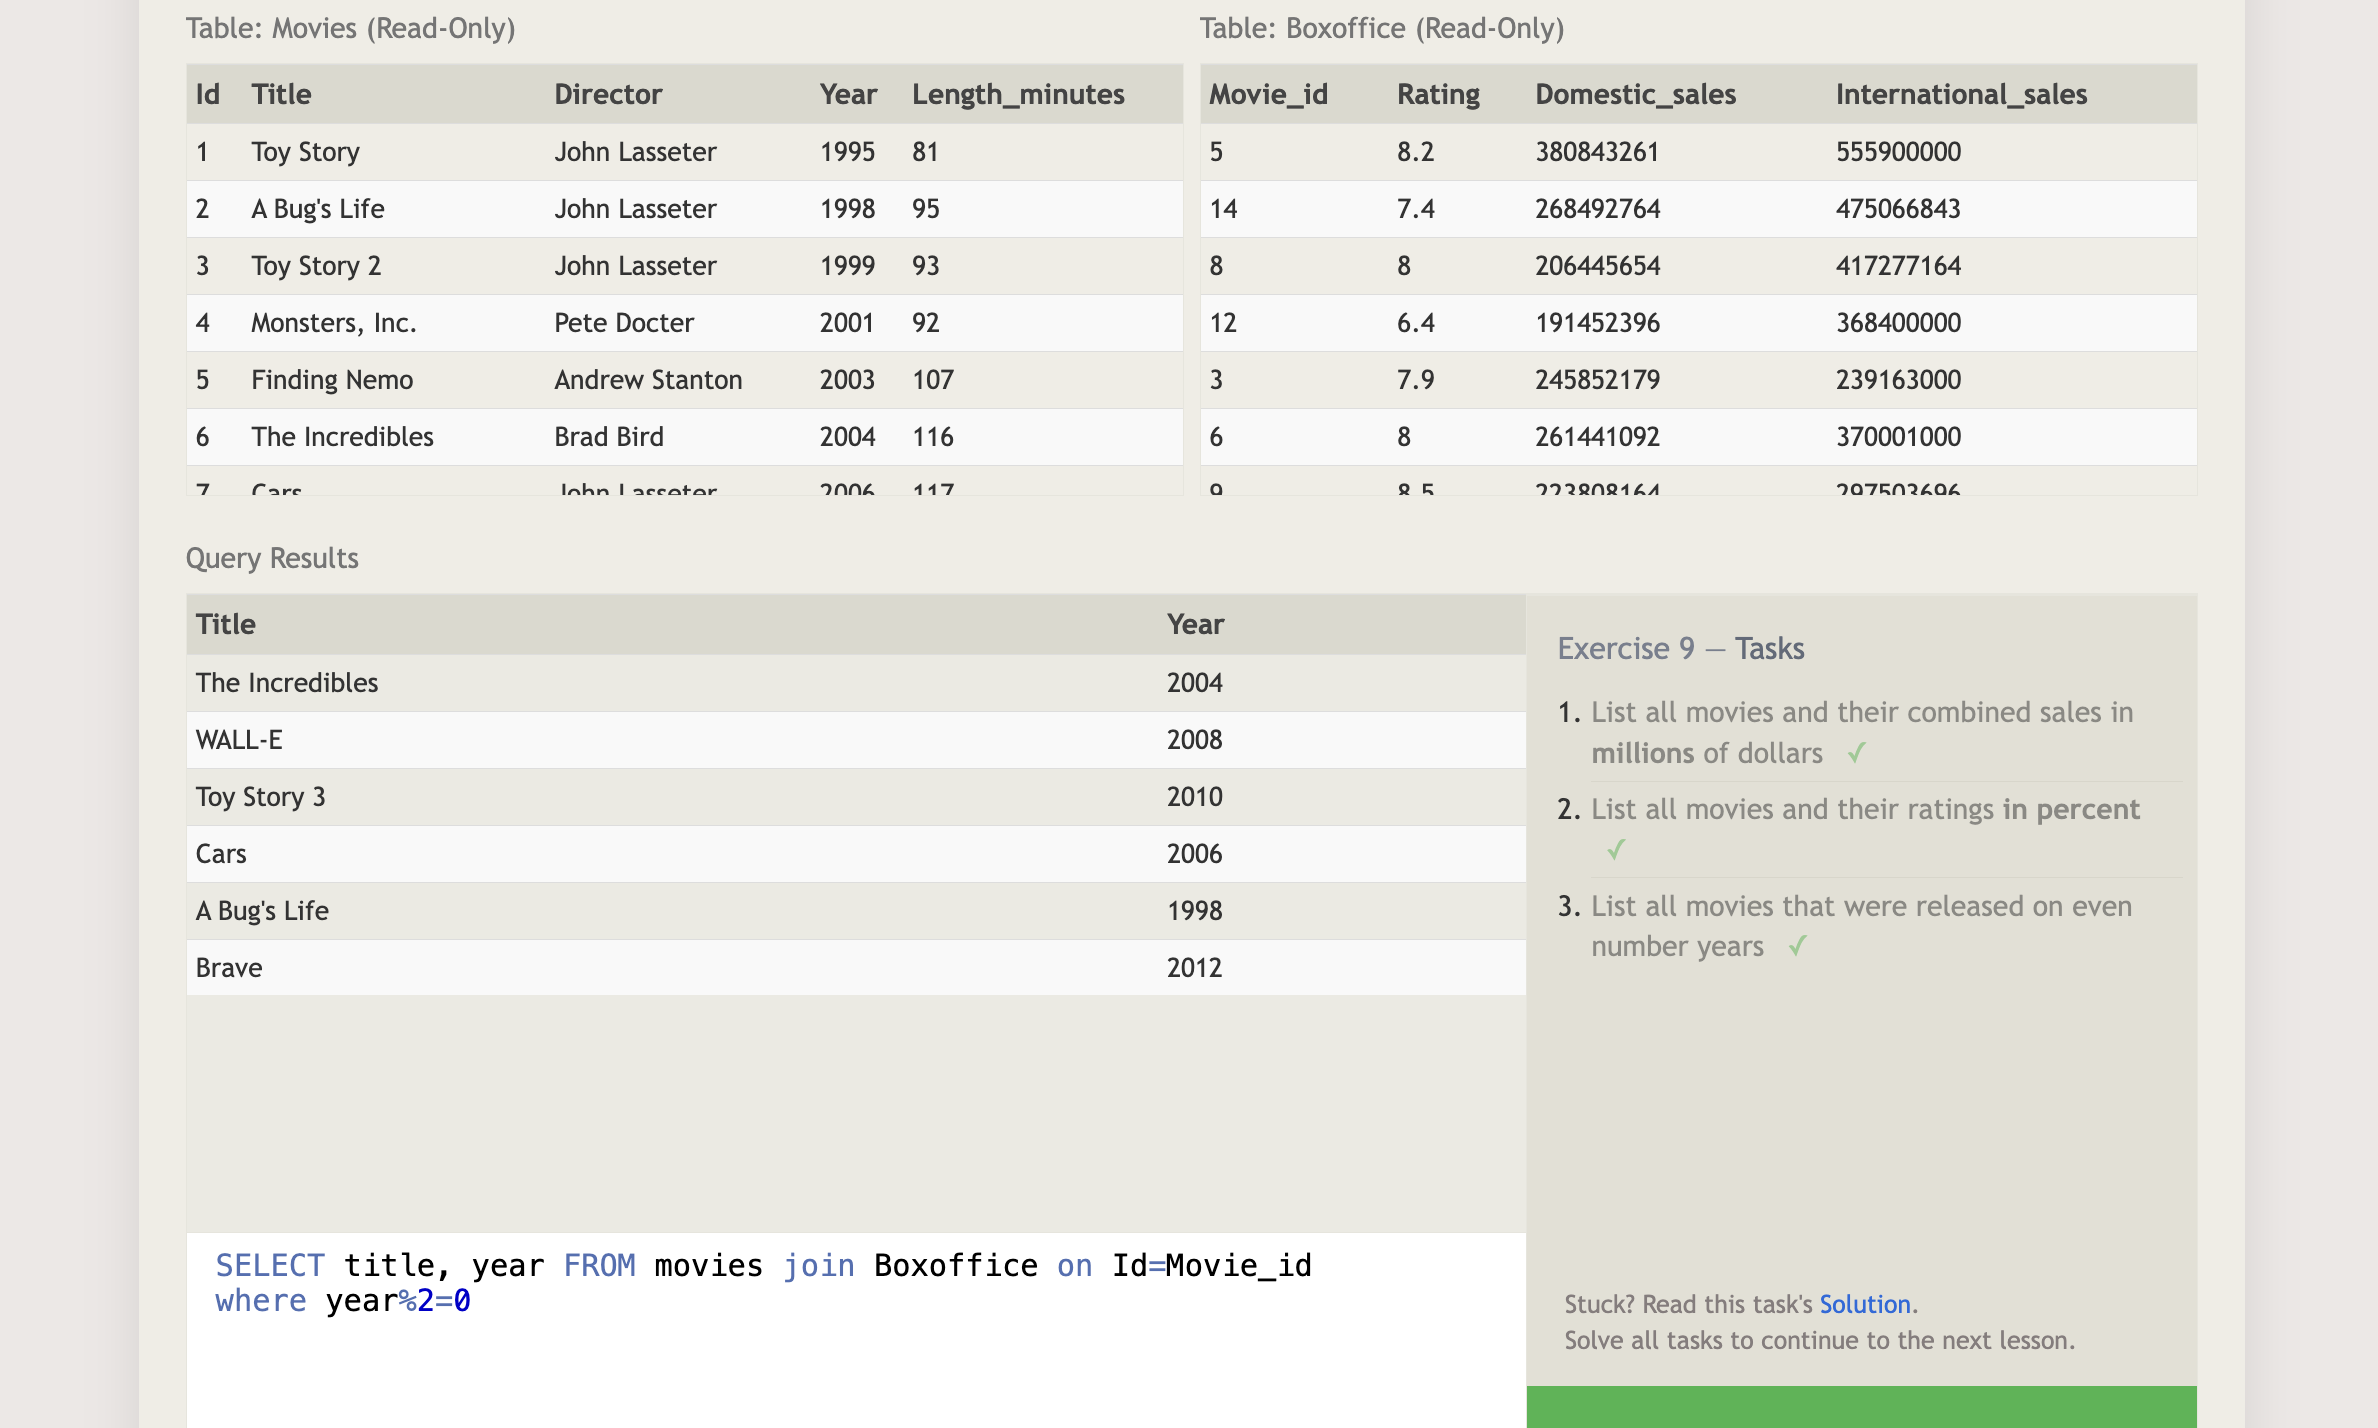 Table: Movies (Read-Only)
Id Title Director Year Length_minutes
1 Toy Story John Lasseter 1995 81
2 A Bug's Life John Lasseter 1998 95
3 Toy Story 2 John Lasseter 1999 93
4 Monsters, Inc. Pete Docter 2001 92
5 Finding Nemo Andrew Stanton 2003 107
6 The Incredibles Brad Bird 2004 116
7 Cars John Lasseter 2006 117
Table: Boxoffice (Read-Only)
Movie_id Rating Domestic_sales International_sales
5 8.2 380843261 555900000
14 7.4 268492764 475066843
8 8 206445654 417277164
12 6.4 191452396 368400000
3 7.9 245852179 239163000
6 8 261441092 370001000
9 8.5 223808164 297503696
Query Results
Title Year
The Incredibles 2004
WALL-E 2008
Toy Story 3 2010
Cars 2006
A Bug's Life 1998
Brave 2012
SELECT title, year FROM movies join Boxoffice on Id=Movie_id
where year%2=0
Exercise 9 — Tasks
1. List all movies and their combined sales in
millions of dollars ✓
2. List all movies and their ratings in percent
✓
3. List all movies that were released on even
number years ✓
Stuck? Read this task's Solution.
Solve all tasks to continue to the next lesson.